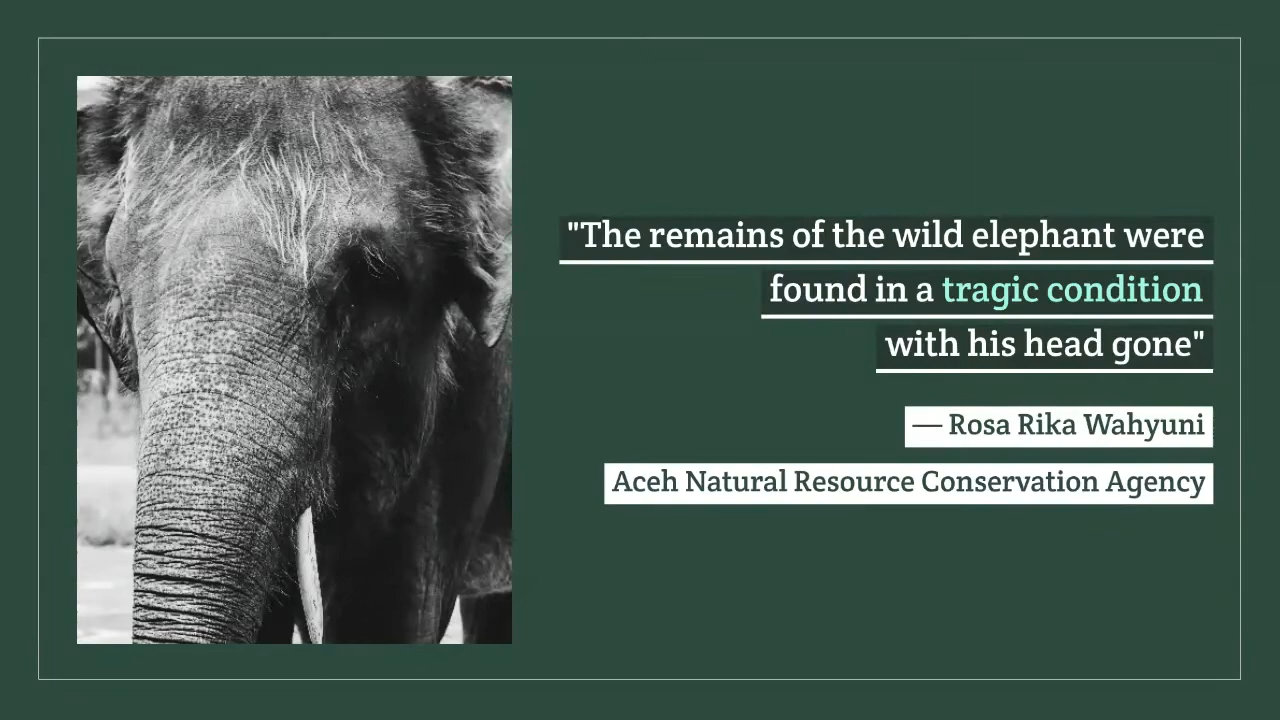 "The remains of the wild elephant were
found in a tragic condition
with his head gone"
— Rosa Rika Wahyuni
Aceh Natural Resource Conservation Agency